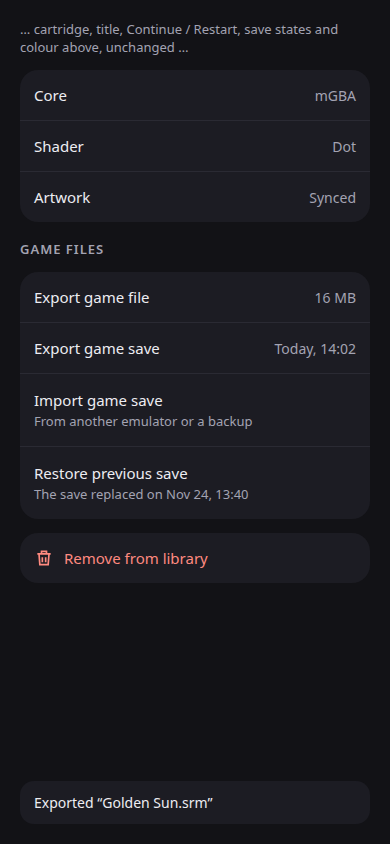 ... cartridge, title, Continue / Restart, save states and
colour above, unchanged ...
Core mGBA
Shader Dot
Artwork Synced
GAME FILES
Export game file 16 MB
Export game save Today, 14:02
Import game save
From another emulator or a backup
Restore previous save
The save replaced on Nov 24, 13:40
Remove from library
Exported “Golden Sun.srm”